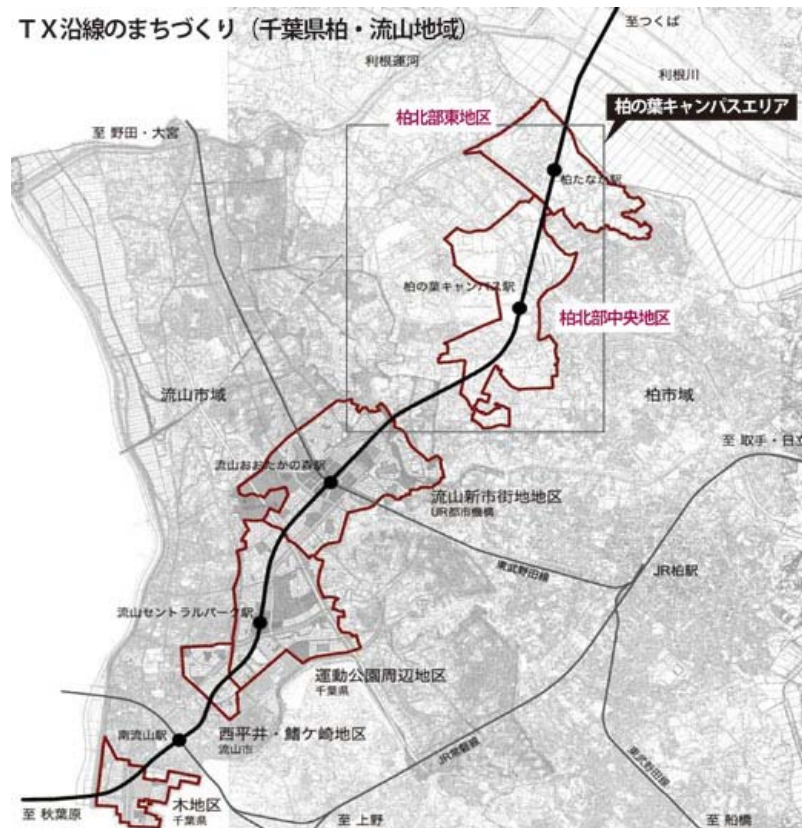 TX沿線のまちづくり（千葉県柏・流山地域）
至つくば
利根運河
利根川
柏の葉キャンパスエリア
柏北部東地区
至 野田・大宮
柏たなか駅
柏の葉キャンパス駅
柏北部中央地区
流山市域
柏市域
至 取手・日立
流山おおたかの森駅
流山新市街地地区
UR都市機構
東武野田線
JR柏駅
流山セントラルパーク駅
運動公園周辺地区
千葉県
南流山駅
西平井・鰭ケ崎地区
流山市
JR常磐線
東武野田線
木地区
千葉県
至 秋葉原
至 上野
至 船橋